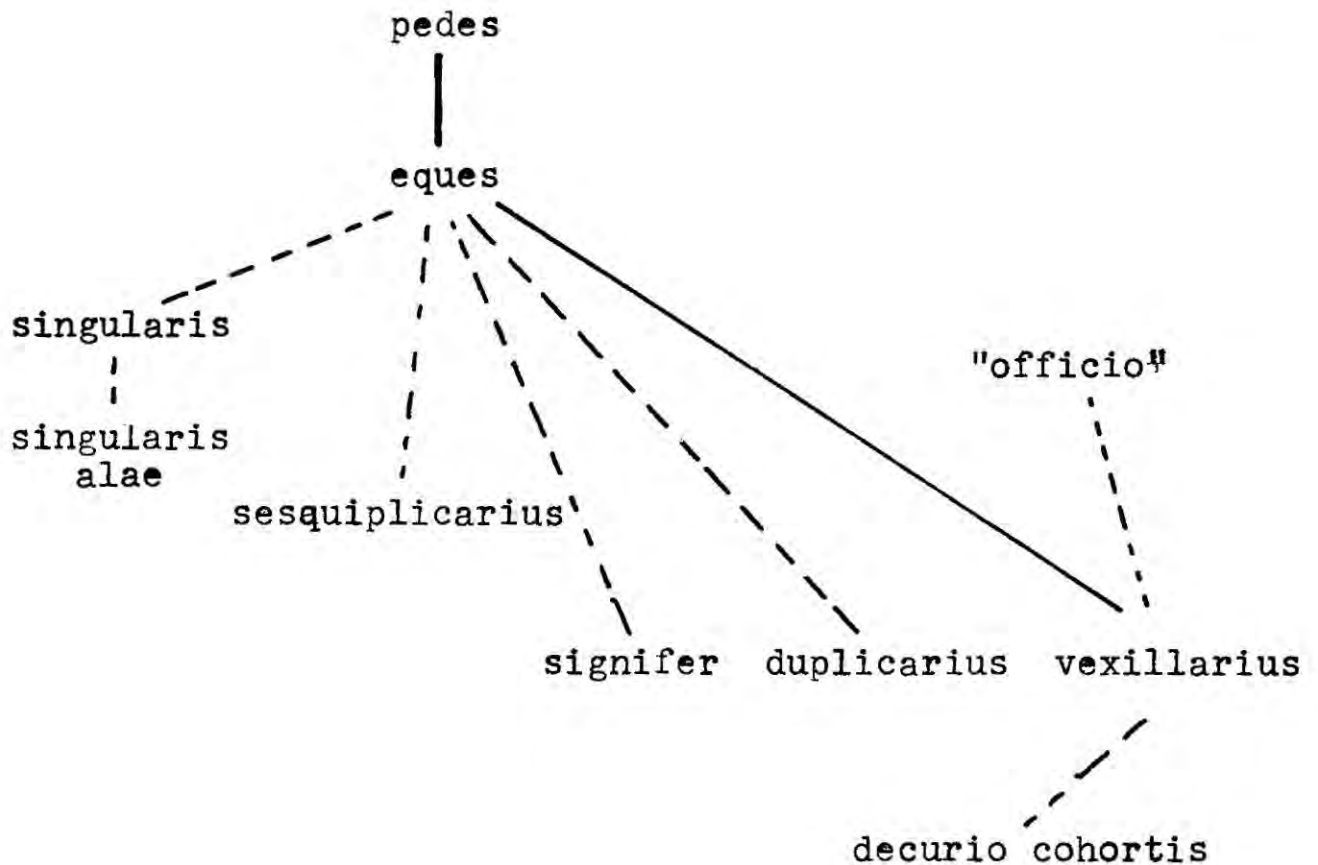 pedes
eques
singularis
"officio"
singularis
alae
sesquiplicarius
signifer duplicarius vexillarius
decurio cohortis